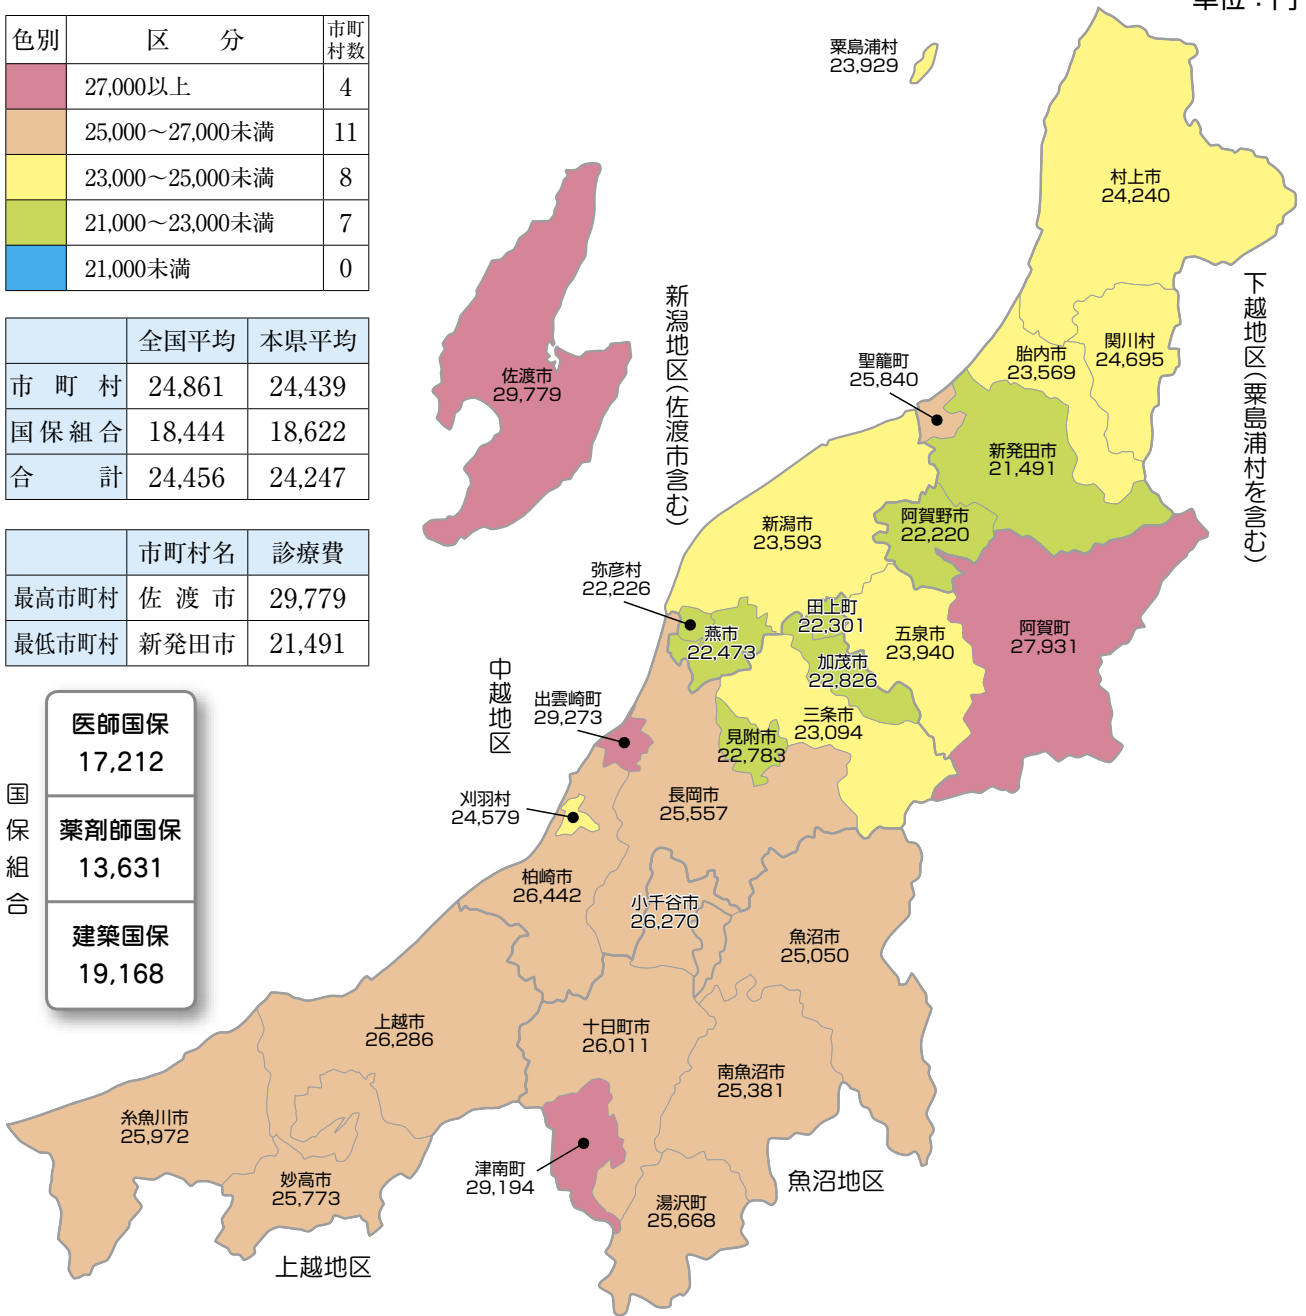 単位：円
色別 区 分 市町村数
27,000以上 4
25,000～27,000未満 11
23,000～25,000未満 8
21,000～23,000未満 7
21,000未満 0
全国平均 本県平均
市町村 24,861 24,439
国保組合 18,444 18,622
合計 24,456 24,247
市町村名 診療費
最高市町村 佐渡市 29,779
最低市町村 新発田市 21,491
国保組合
医師国保
17,212
薬剤師国保
13,631
建築国保
19,168
粟島浦村
23,929
村上市
24,240
下越地区（粟島浦村を含む）
関川村
24,695
胎内市
23,569
聖籠町
25,840
新発田市
21,491
新潟地区（佐渡市含む）
佐渡市
29,779
新潟市
23,593
阿賀野市
22,220
弥彦村
22,226
燕市
22,473
田上町
22,301
五泉市
23,940
阿賀町
27,931
加茂市
22,826
中越地区
出雲崎町
29,273
三条市
23,094
見附市
22,783
刈羽村
24,579
長岡市
25,557
柏崎市
26,442
小千谷市
26,270
魚沼市
25,050
上越市
26,286
十日町市
26,011
南魚沼市
25,381
糸魚川市
25,972
妙高市
25,773
津南町
29,194
湯沢町
25,668
魚沼地区
上越地区